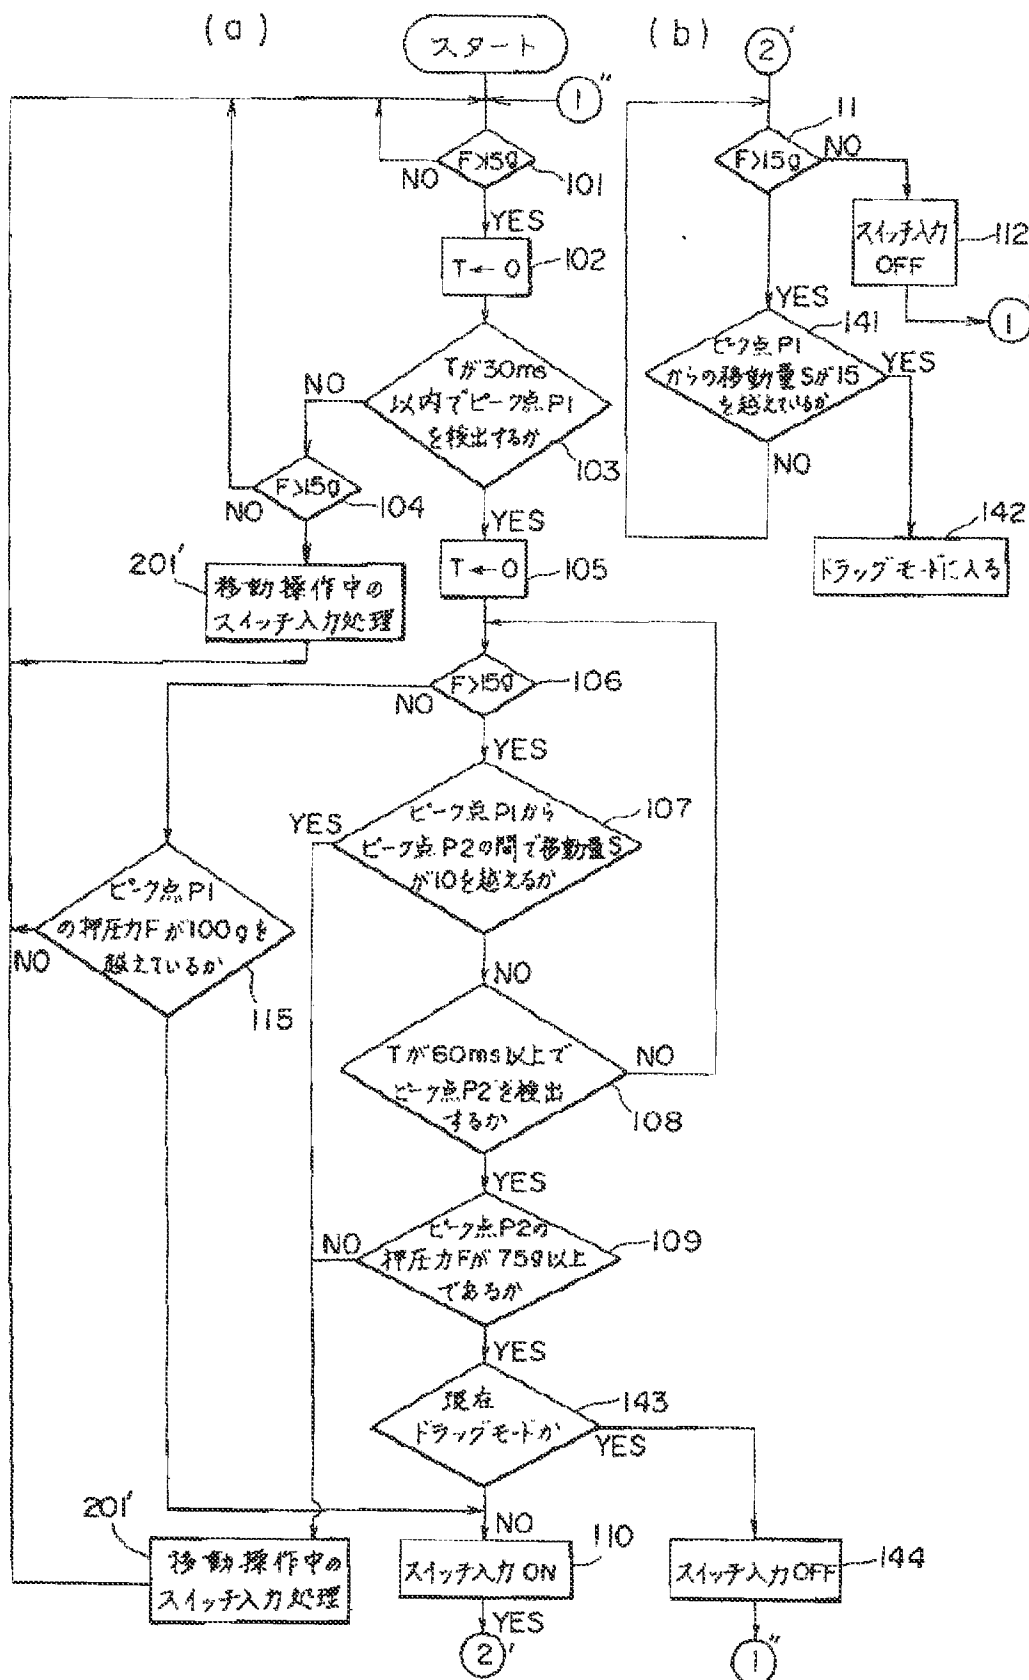 (a)
スタート
1''
F>15g
NO
101
YES
T←0
102
Tが30ms
以内でピーク点P1
を検出するか
NO
103
F>15g
NO
104
YES
201'
移動操作中の
スイッチ入力処理
T←0
105
F>15g
NO
106
YES
ピーク点P1から
ピーク点P2の間で移動量S
が10を越えるか
YES
107
ピーク点P1
の押圧力Fが100gを
越えているか
NO
115
NO
Tが60ms以上で
ピーク点P2を検出
するか
NO
108
YES
ピーク点P2の
押圧力Fが75g以上
であるか
NO
109
YES
現在
ドラッグモードか
143
YES
NO
201'
移動操作中の
スイッチ入力処理
スイッチ入力ON
110
スイッチ入力OFF
144
YES
2'
1''
(b)
2'
F>15g
11
NO
スイッチ入力
OFF
112
1
YES
ピーク点P1
からの移動量Sが15
を越えているか
141
YES
NO
142
ドラッグモードに入る